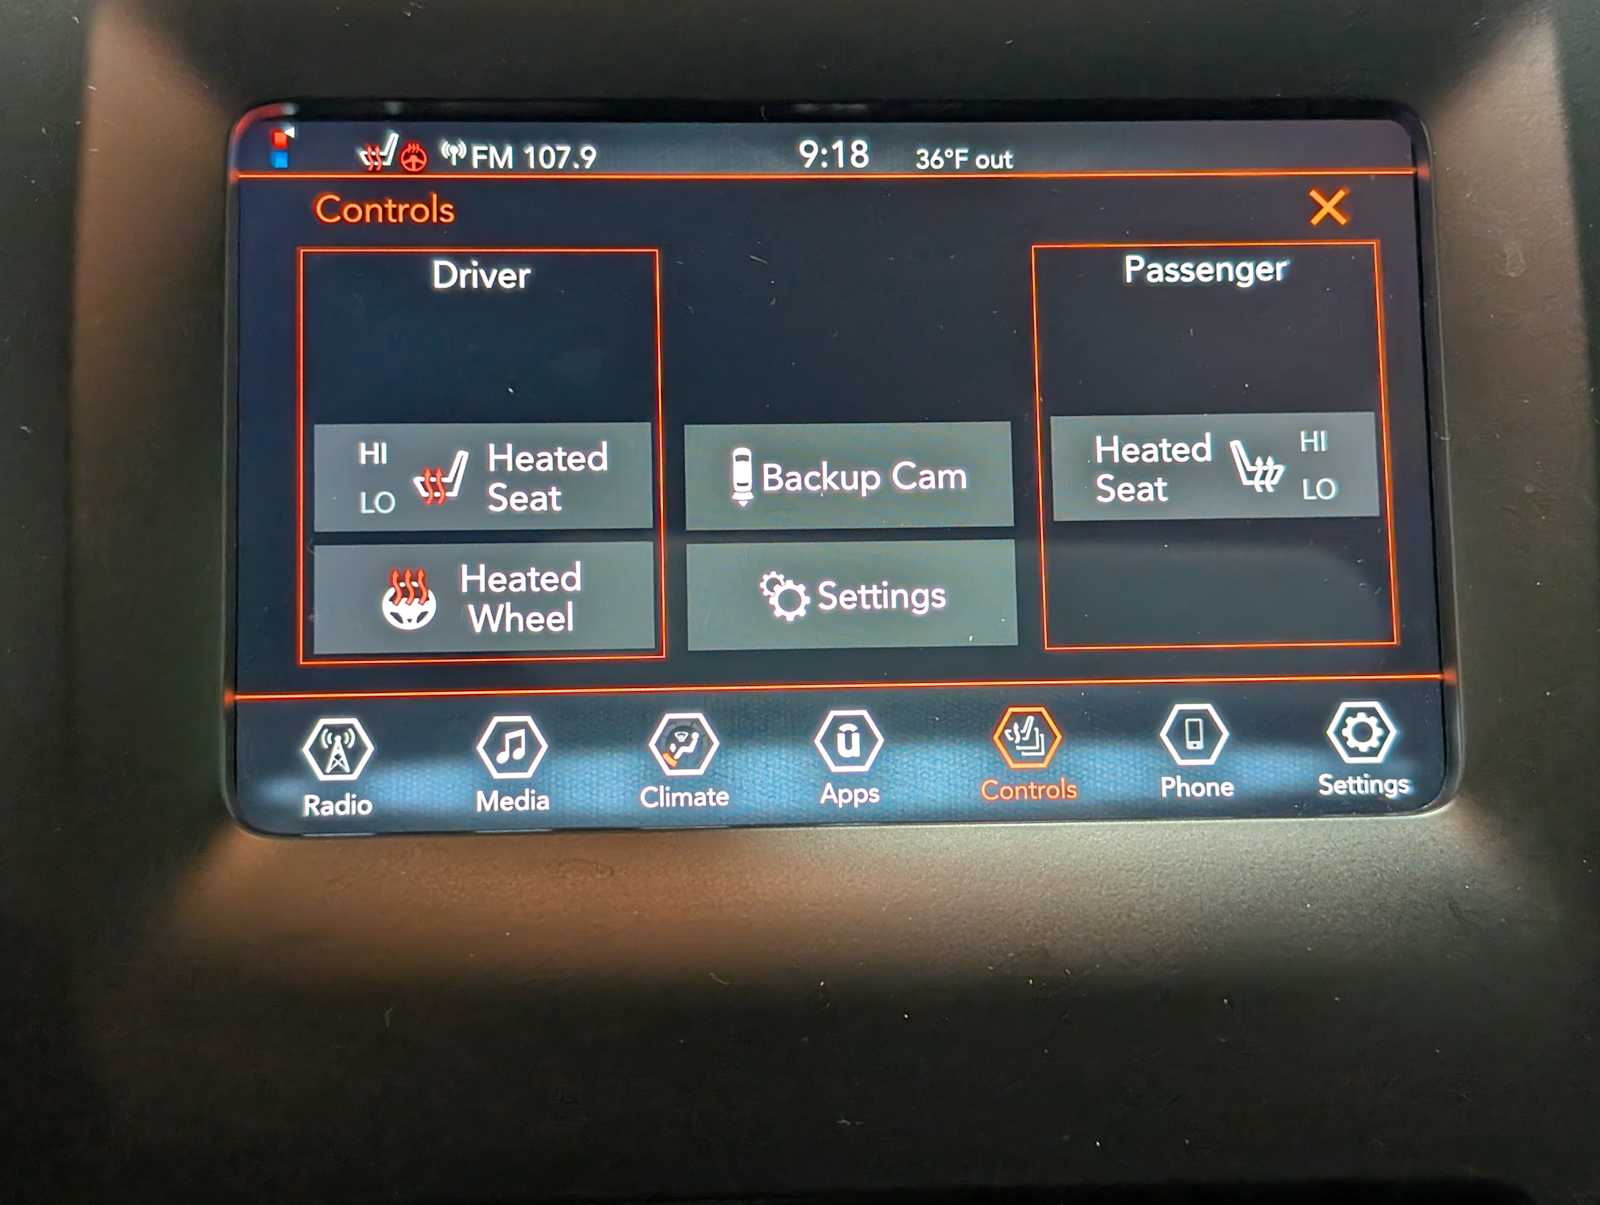 FM 107.9 9:18 36°F out
Controls
Driver
HI
LO
Heated
Seat
Heated
Wheel
Backup Cam
Settings
Passenger
Heated
Seat
HI
LO
Radio Media Climate Apps Controls Phone Settings